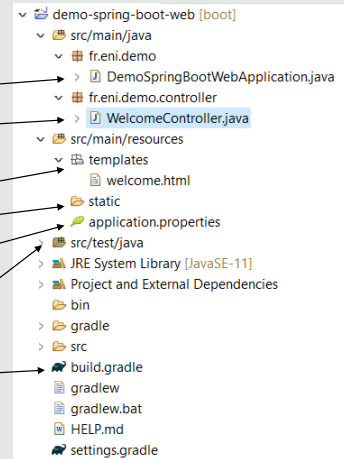 demo-spring-boot-web [boot]
src/main/java
fr.eni.demo
DemoSpringBootWebApplication.java
fr.eni.demo.controller
WelcomeController.java
src/main/resources
templates
welcome.html
static
application.properties
src/test/java
JRE System Library [JavaSE-11]
Project and External Dependencies
bin
gradle
src
build.gradle
gradlew
gradlew.bat
HELP.md
settings.gradle